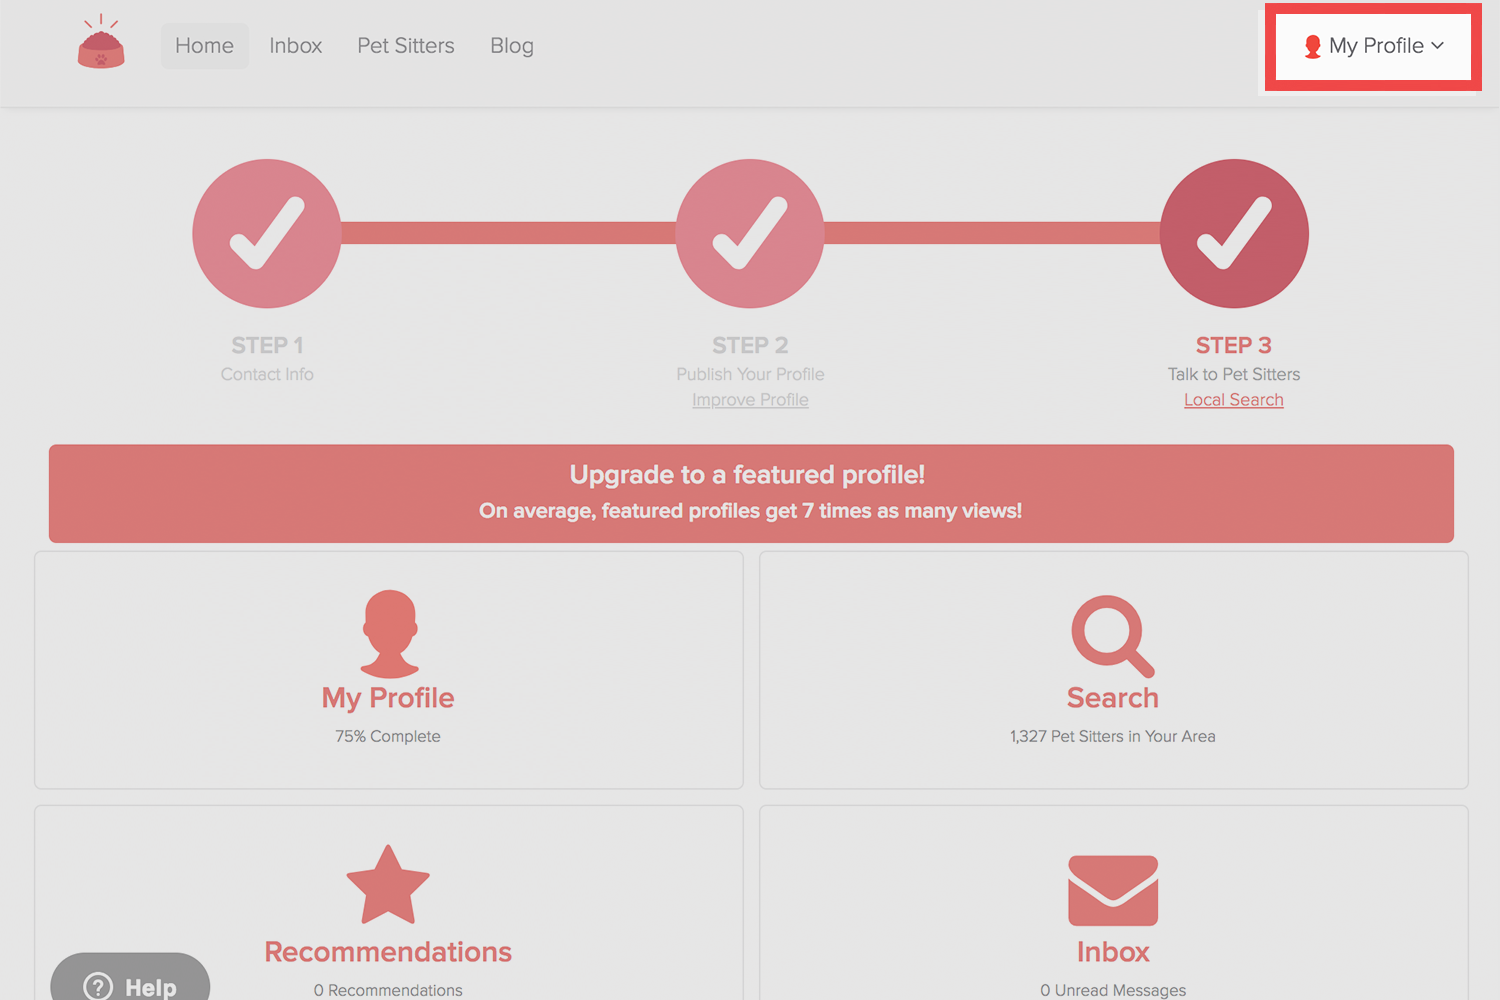 Home Inbox Pet Sitters Blog My Profile
STEP 1 STEP 2 STEP 3
Contact Info Publish Your Profile Talk to Pet Sitters
Improve Profile Local Search
Upgrade to a featured profile!
On average, featured profiles get 7 times as many views!
My Profile Search
75% Complete 1,327 Pet Sitters in Your Area
Recommendations Inbox
0 Recommendations 0 Unread Messages
? Help